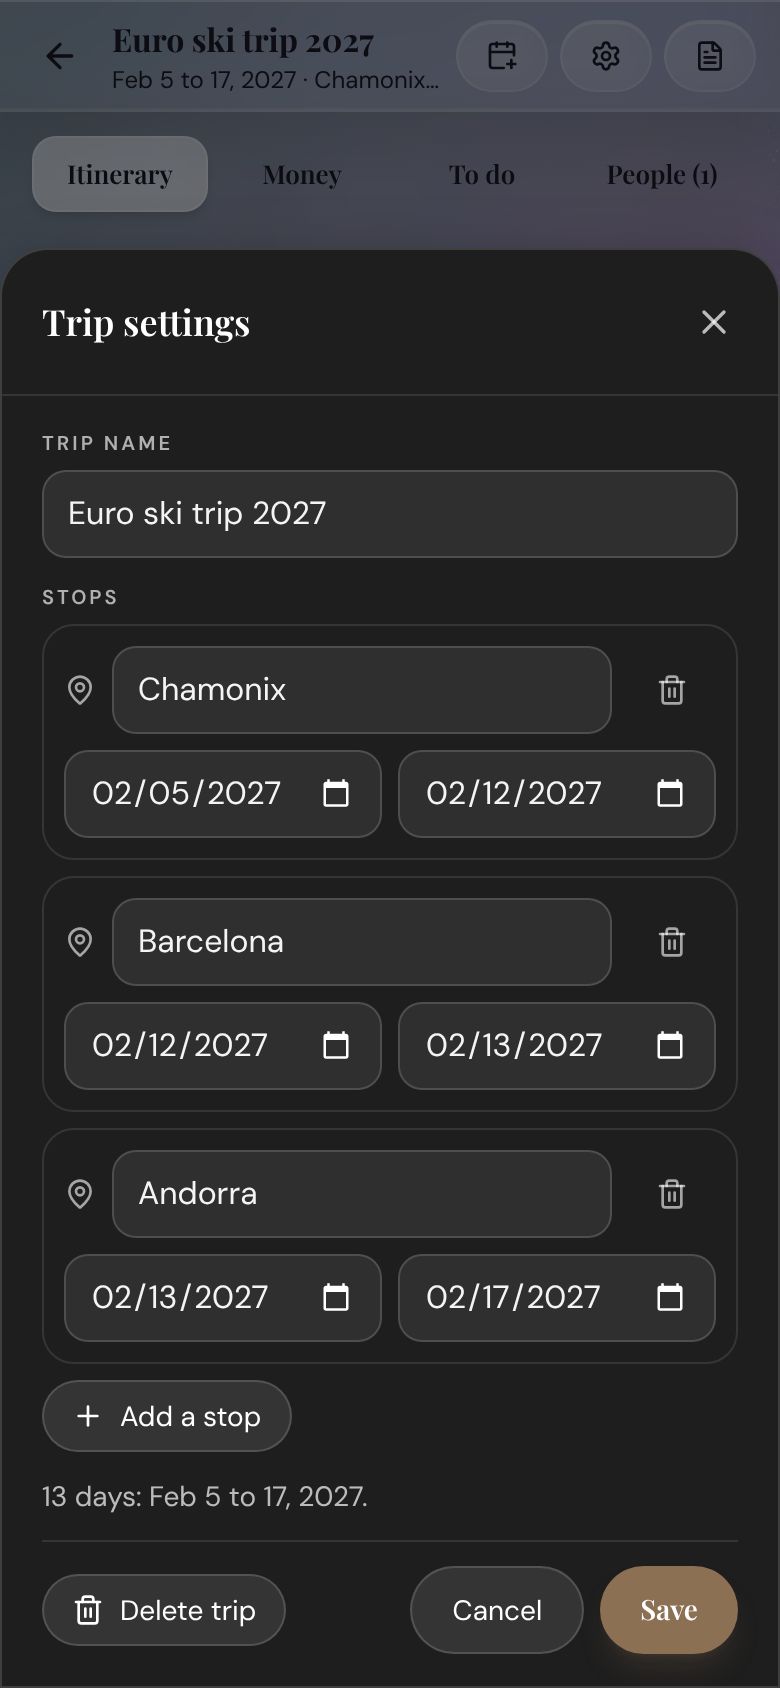 Euro ski trip 2027
Feb 5 to 17, 2027 · Chamonix...
Itinerary Money To do People (1)
Trip settings
TRIP NAME
Euro ski trip 2027
STOPS
Chamonix
02/05/2027 02/12/2027
Barcelona
02/12/2027 02/13/2027
Andorra
02/13/2027 02/17/2027
Add a stop
13 days: Feb 5 to 17, 2027.
Delete trip Cancel Save